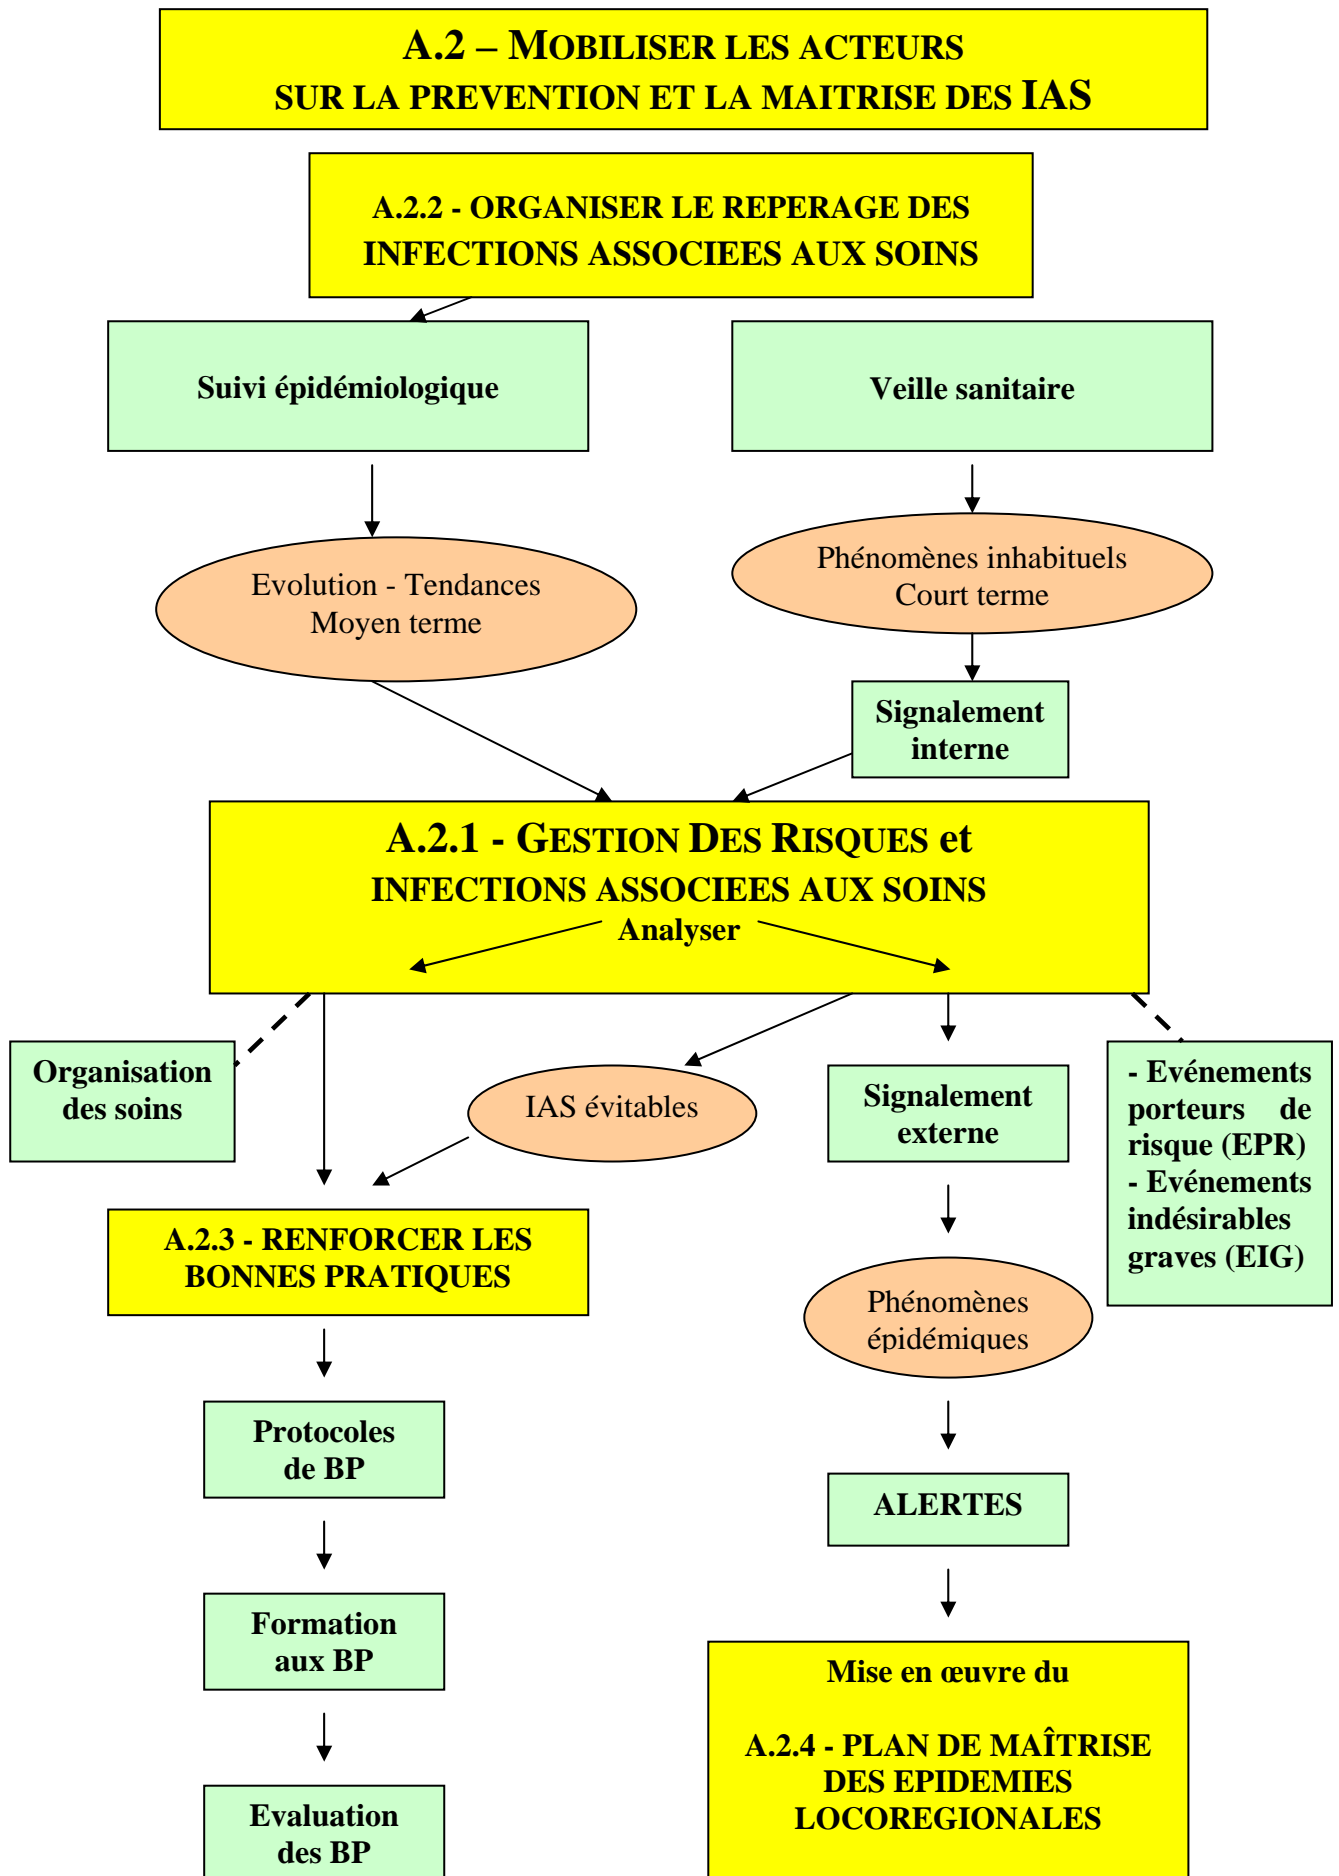 A.2 – MOBILISER LES ACTEURS
SUR LA PREVENTION ET LA MAITRISE DES IAS
A.2.2 - ORGANISER LE REPERAGE DES
INFECTIONS ASSOCIEES AUX SOINS
Suivi épidémiologique
Veille sanitaire
Evolution - Tendances
Moyen terme
Phénomènes inhabituels
Court terme
Signalement
interne
A.2.1 - GESTION DES RISQUES et
INFECTIONS ASSOCIEES AUX SOINS
Analyser
Organisation
des soins
IAS évitables
Signalement
externe
- Evénements
porteurs de
risque (EPR)
- Evénements
indésirables
graves (EIG)
A.2.3 - RENFORCER LES
BONNES PRATIQUES
Phénomènes
épidémiques
Protocoles
de BP
ALERTES
Formation
aux BP
Mise en œuvre du
A.2.4 - PLAN DE MAÎTRISE
DES EPIDEMIES
LOCOREGIONALES
Evaluation
des BP